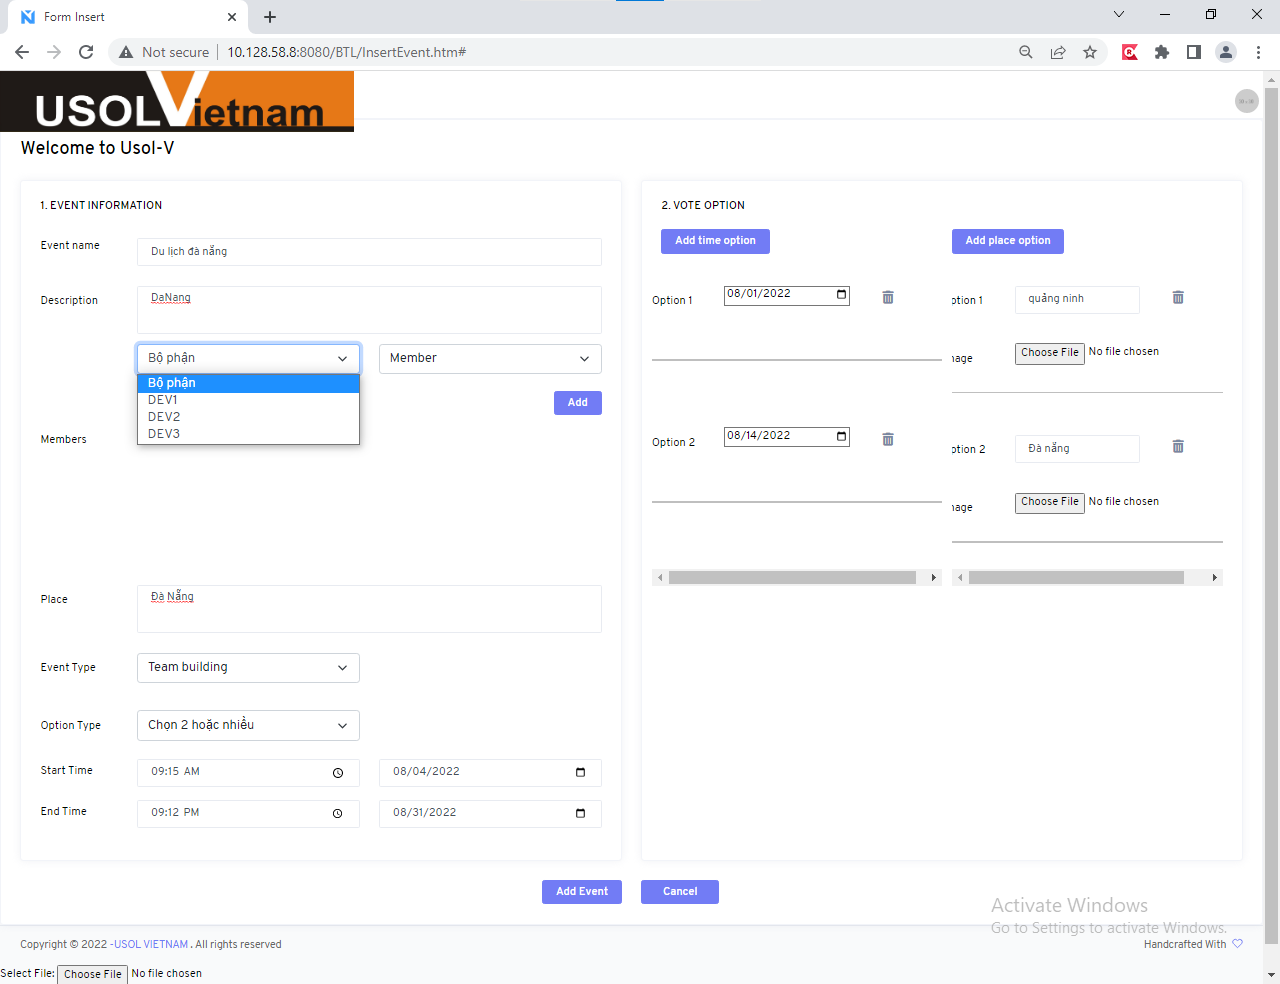 Form Insert
Not secure
10.128.58.8:8080/BTL/InsertEvent.htm#
USOL Vietnam
Welcome to Usol-V
1. EVENT INFORMATION
Event name
Du lịch đà nẵng
Description
DaNang
Bộ phận
Member
Bộ phận
DEV1
DEV2
DEV3
Add
Members
Place
Đà Nẵng
Event Type
Team building
Option Type
Chọn 2 hoặc nhiều
Start Time
09:15 AM
08/04/2022
End Time
09:12 PM
08/31/2022
2. VOTE OPTION
Add time option
Add place option
Option 1
08/01/2022
ption 1
quảng ninh
nage
Choose File No file chosen
Option 2
08/14/2022
ption 2
Đà nẵng
nage
Choose File No file chosen
Add Event
Cancel
Activate Windows
Go to Settings to activate Windows.
Copyright © 2022 -USOL VIETNAM . All rights reserved
Handcrafted With
Select File: Choose File No file chosen